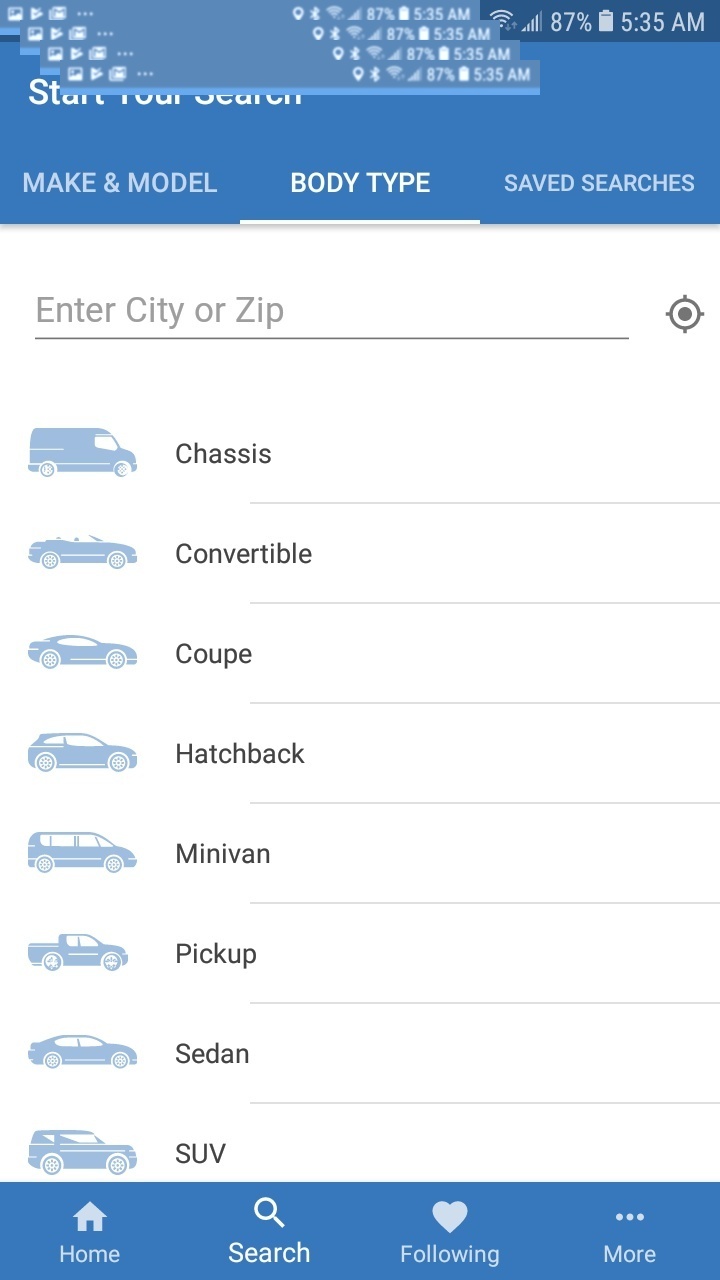 87% 5:35 AM 87% 5:35 AM
87% 5:35 AM
87% 5:35 AM
87% 5:35 AM
Start Your Search
MAKE & MODEL BODY TYPE SAVED SEARCHES
Enter City or Zip
Chassis
Convertible
Coupe
Hatchback
Minivan
Pickup
Sedan
SUV
Home Search Following More